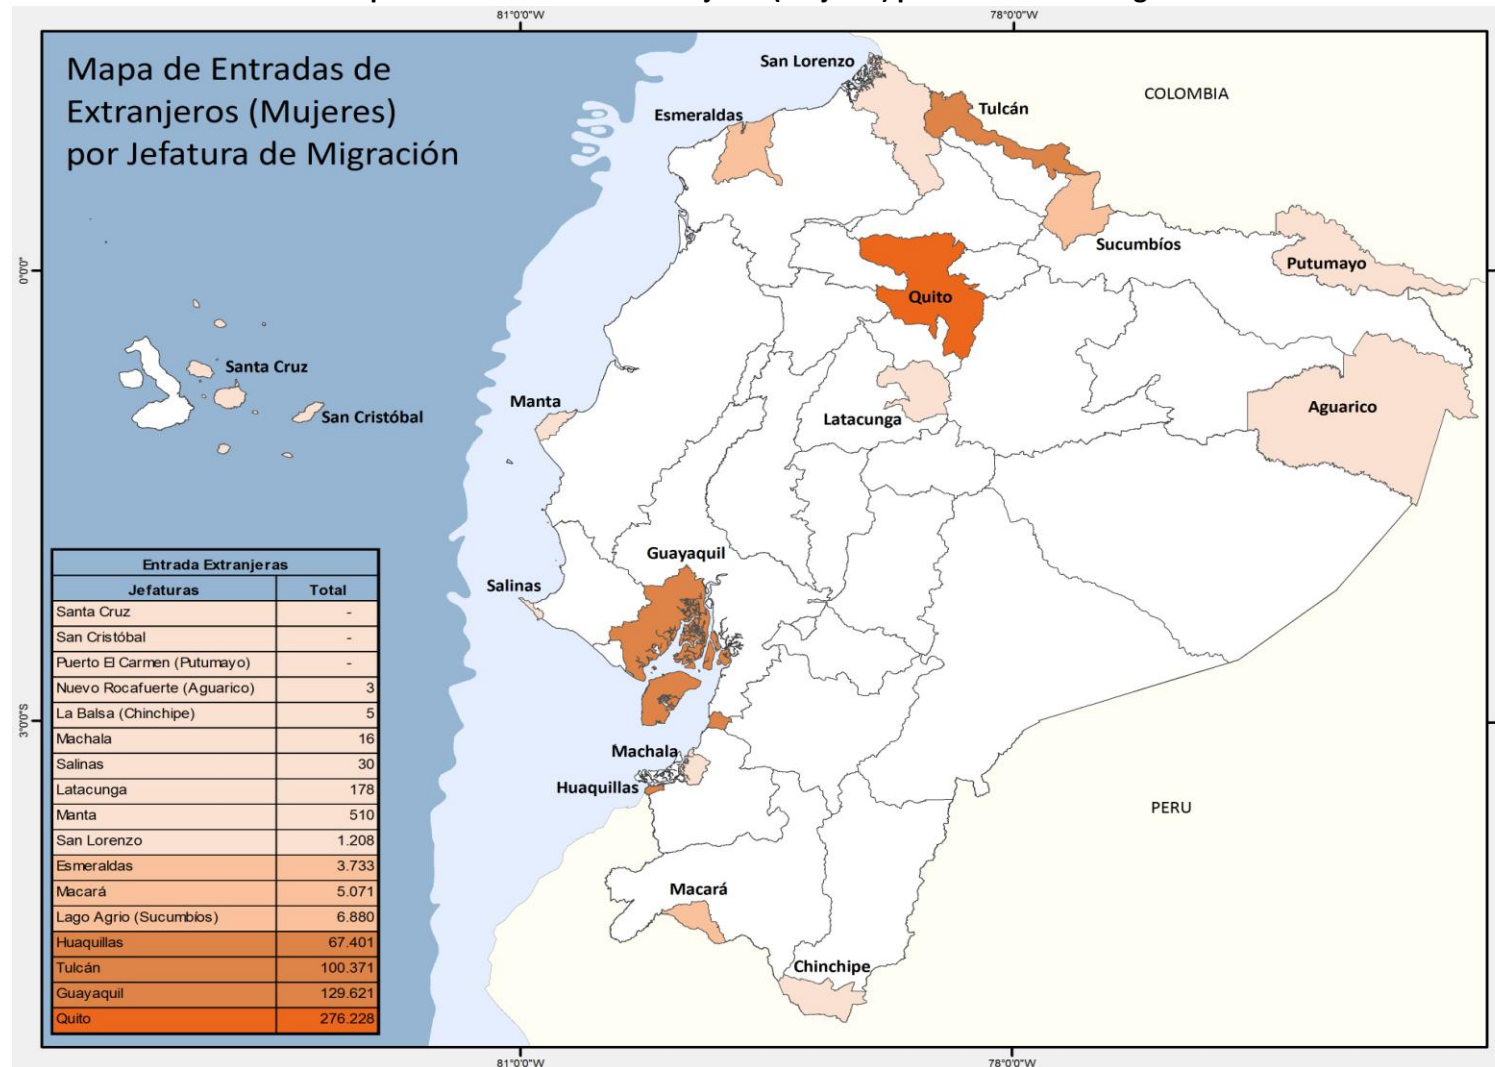 81°0'0"W
78°0'0"W
Mapa de Entradas de
Extranjeros (Mujeres)
por Jefatura de Migración
San Lorenzo
COLOMBIA
Tulcán
Esmeraldas
Sucumbíos
Putumayo
0°0'0"
Quito
Santa Cruz
Manta
Aguarico
San Cristóbal
Latacunga
Guayaquil
Salinas
Entrada Extranjeras
Jefaturas Total
Santa Cruz -
San Cristóbal -
Puerto El Carmen (Putumayo) -
Nuevo Rocafuerte (Aguarico) 3
La Balsa (Chinchipe) 5
Machala 16
Salinas 30
Latacunga 178
Manta 510
San Lorenzo 1.208
Esmeraldas 3.733
Macará 5.071
Lago Agrio (Sucumbíos) 6.880
Huaquillas 67.401
Tulcán 100.371
Guayaquil 129.621
Quito 276.228
3°0'0"S
Machala
Huaquillas
PERU
Macará
Chinchipe
81°0'0"W
78°0'0"W